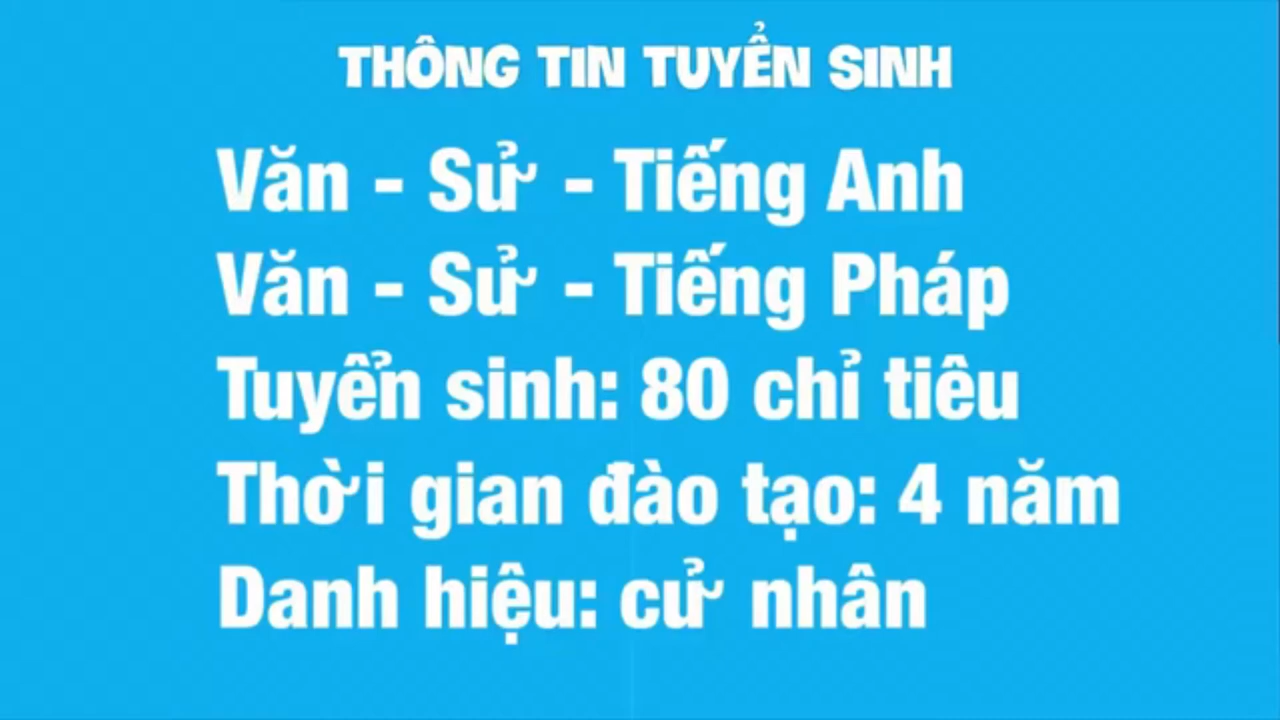 THÔNG TIN TUYỂN SINH
Văn - Sử - Tiếng Anh
Văn - Sử - Tiếng Pháp
Tuyển sinh: 80 chỉ tiêu
Thời gian đào tạo: 4 năm
Danh hiệu: cử nhân